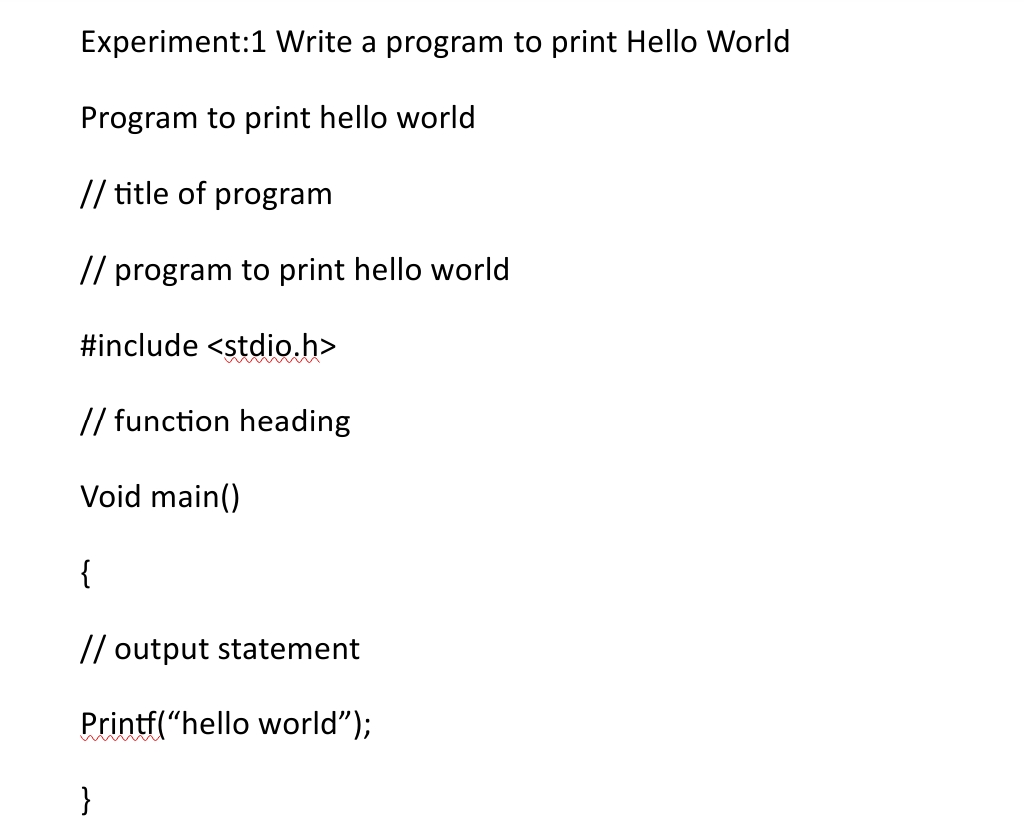 Experiment:1 Write a program to print Hello World
Program to print hello world
// title of program
// program to print hello world
#include <stdio.h>
// function heading
Void main()
{
// output statement
Printf(“hello world”);
}